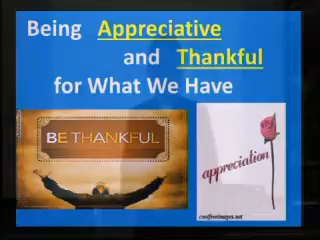 Being Appreciative
and Thankful
for What We Have
BE THANKFUL
appreciation
coolfreeimages.net